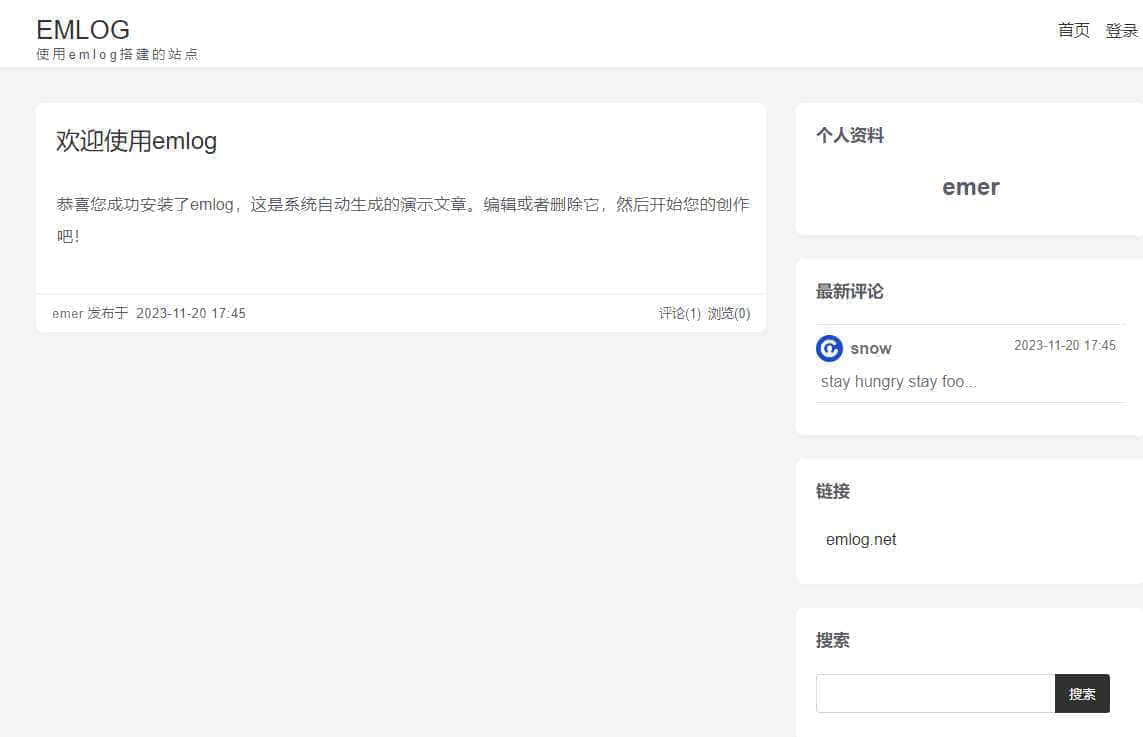 EMLOG
使用emlog搭建的站点
首页 登录
欢迎使用emlog
恭喜您成功安装了emlog，这是系统自动生成的演示文章。编辑或者删除它，然后开始您的创作
吧！
emer 发布于 2023-11-20 17:45
评论(1) 浏览(0)
个人资料
emer
最新评论
snow 2023-11-20 17:45
stay hungry stay foo...
链接
emlog.net
搜索
搜索